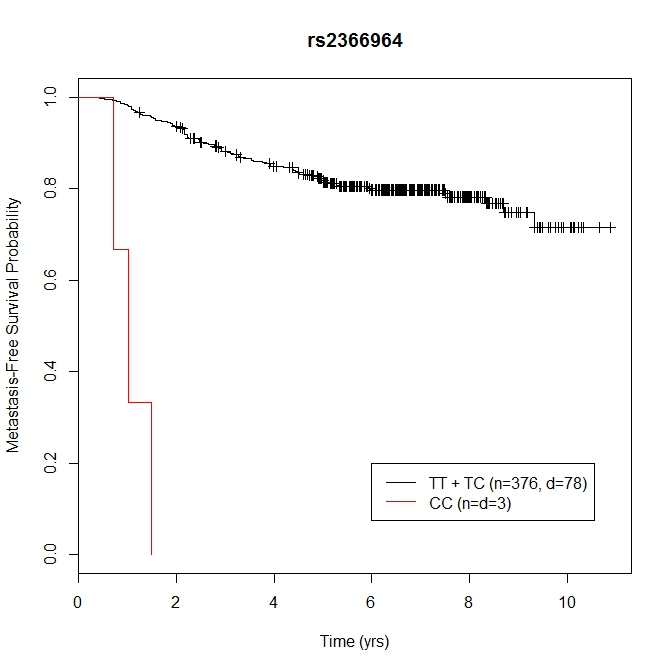 rs2366964
Metastasis-Free Survival Probability
1.0
0.8
0.6
0.4
0.2
0.0
TT + TC (n=376, d=78)
CC (n=d=3)
0 2 4 6 8 10
Time (yrs)